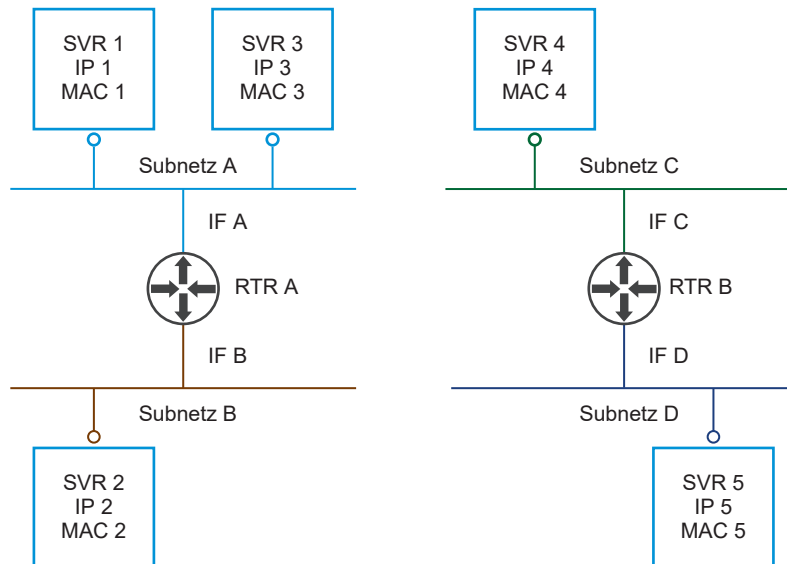 SVR 1
IP 1
MAC 1
SVR 3
IP 3
MAC 3
SVR 4
IP 4
MAC 4
Subnetz A
Subnetz C
IF A
IF C
RTR A
RTR B
IF B
IF D
Subnetz B
Subnetz D
SVR 2
IP 2
MAC 2
SVR 5
IP 5
MAC 5